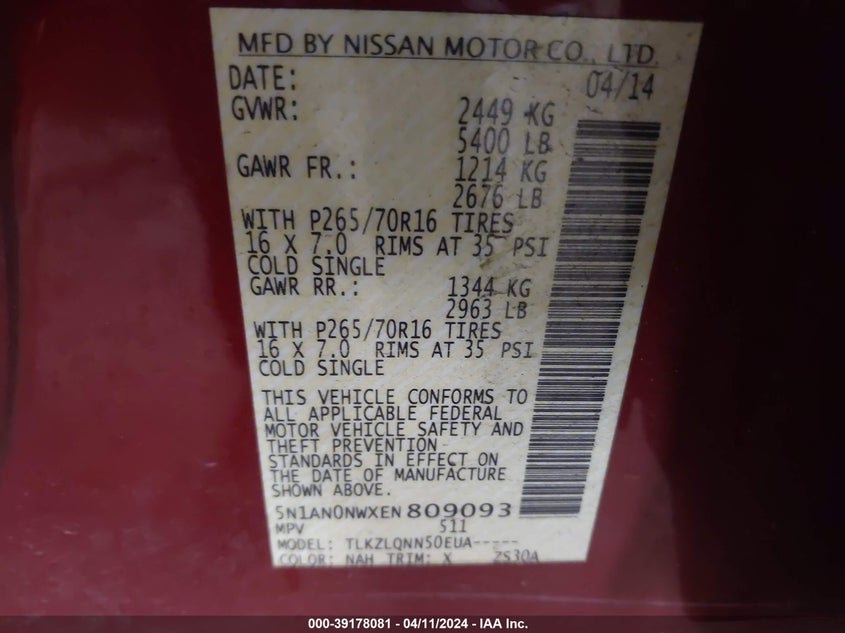 MFD BY NISSAN MOTOR CO., LTD.
DATE: 04/14
GVWR: 2449 KG
5400 LB
GAWR FR.: 1214 KG
2676 LB
WITH P265/70R16 TIRES
16 X 7.0 RIMS AT 35 PSI
COLD SINGLE
GAWR RR.: 1344 KG
2963 LB
WITH P265/70R16 TIRES
16 X 7.0 RIMS AT 35 PSI
COLD SINGLE
THIS VEHICLE CONFORMS TO
ALL APPLICABLE FEDERAL
MOTOR VEHICLE SAFETY AND
THEFT PREVENTION
STANDARDS IN EFFECT ON
THE DATE OF MANUFACTURE
SHOWN ABOVE.
5N1AN0NWXEN 809093
MPV 511
MODEL: TLKZLQNN50EUA-----
COLOR: NAH TRIM: X ZS30A
000-39178081 - 04/11/2024 - IAA Inc.